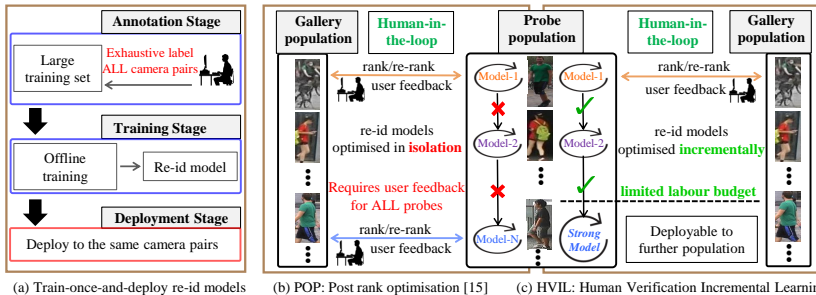 Annotation Stage
Large
training set
Exhaustive label
ALL camera pairs
Training Stage
Offline
training
Re-id model
Deployment Stage
Deploy to the same camera pairs
(a) Train-once-and-deploy re-id models
Gallery
population
Human-in-
the-loop
Probe
population
Human-in-
the-loop
Gallery
population
rank/re-rank
user feedback
Model-1
Model-1
rank/re-rank
user feedback
re-id models
optimised in isolation
Model-2
Model-2
re-id models
optimised incrementally
Requires user feedback
for ALL probes
limited labour budget
rank/re-rank
user feedback
Model-N
Strong
Model
Deployable to
further population
(b) POP: Post rank optimisation [15]
(c) HVIL: Human Verification Incremental Learnin